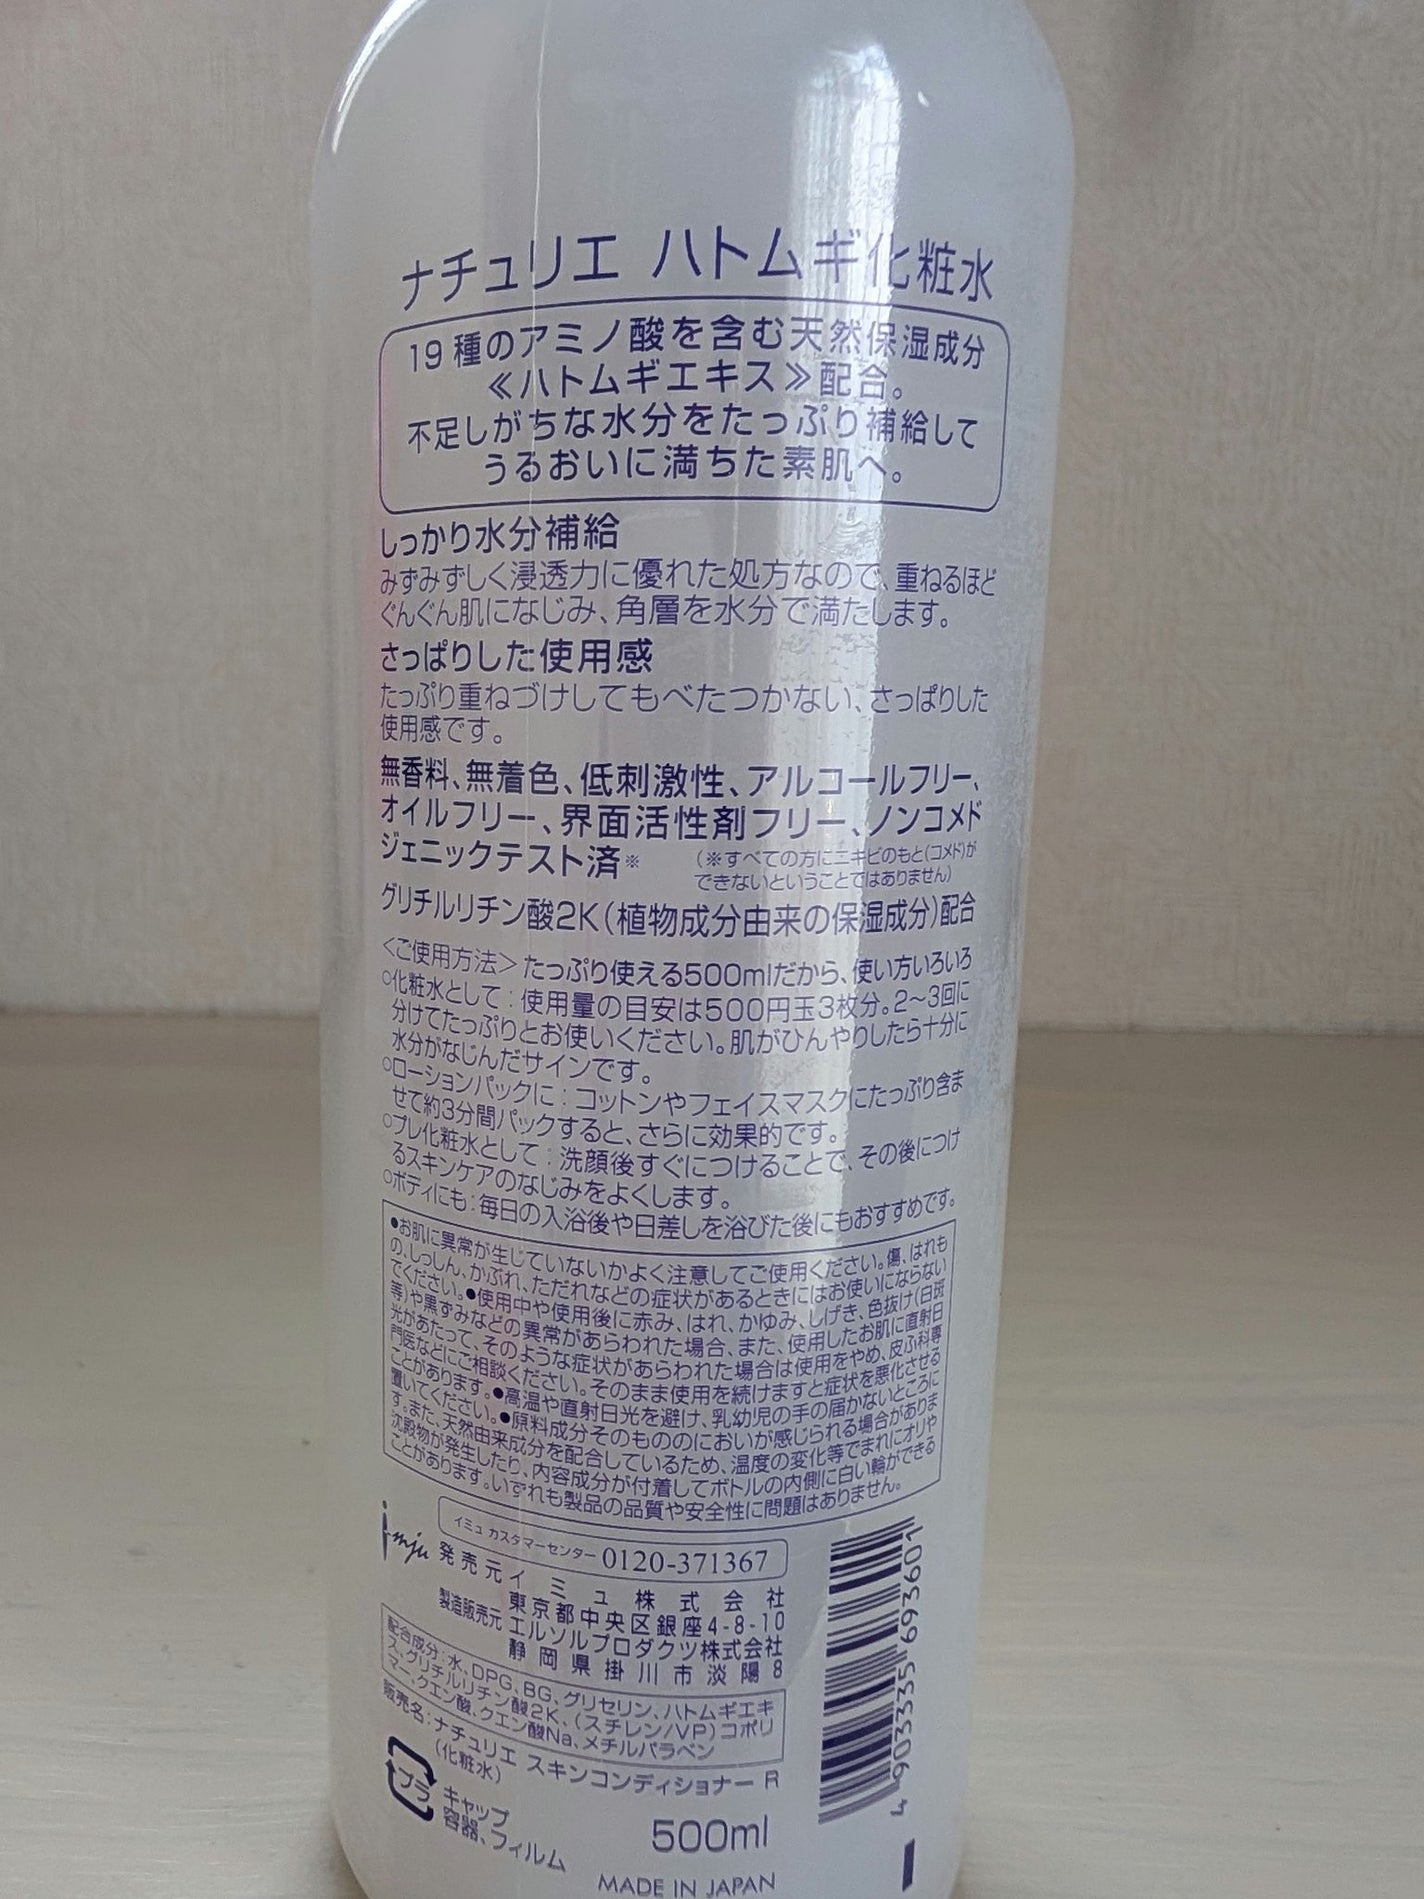 ナチュリエ ハトムギ化粧水
19種のアミノ酸を含む天然保湿成分
≪ハトムギエキス≫配合。
不足しがちな水分をたっぷり補給して
うるおいに満ちた素肌へ。
しっかり水分補給
みずみずしく浸透力に優れた処方なので、重ねるほど
ぐんぐん肌になじみ、角層を水分で満たします。
さっぱりした使用感
たっぷり重ねづけしてもべたつかない、さっぱりした
使用感です。
無香料、無着色、低刺激性、アルコールフリー、
オイルフリー、界面活性剤フリー、ノンコメド
ジェニックテスト済※
(※すべての方にニキビのもと(コメド)が
できないということではありません)
グリチルリチン酸2K(植物成分由来の保湿成分)配合
<ご使用方法>たっぷり使える500mlだから、使い方いろいろ
○化粧水として：使用量の目安は500円玉3枚分。2〜3回に
分けてたっぷりとお使いください。肌がひんやりしたら十分に
水分がなじんだサインです。
○ローションパックに：コットンやフェイスマスクにたっぷり含ま
せて約3分間パックすると、さらに効果的です。
○プレ化粧水として：洗顔後すぐにつけることで、その後につけ
るスキンケアのなじみをよくします。
○ボディにも：毎日の入浴後や日差しを浴びた後にもおすすめです。
●お肌に異常が生じていないかよく注意してご使用ください。傷、はれも
の、しっしん、かぶれ、ただれなどの症状があるときにはお使いにならない
でください。●使用中や使用後に赤み、はれ、かゆみ、しげき、色抜け(白斑
等)や黒ずみなどの異常があらわれた場合、また、使用したお肌に直射日
光があたって、そのような症状があらわれた場合は使用をやめ、皮ふ科専
門医などにご相談ください。そのまま使用を続けますと症状を悪化させる
ことがあります。●高温や直射日光を避け、乳幼児の手の届かないところに
置いてください。●原料成分そのもののにおいが感じられる場合がありま
す。また、天然由来成分を配合しているため、温度の変化等でまれにオリや
沈殿物が発生したり、内容成分が付着してボトルの内側に白い輪ができる
ことがあります。いずれも製品の品質や安全性に問題はありません。
イミュ カスタマーセンター 0120-371367
imju 発売元 イミュ株式会社
東京都中央区銀座4-8-10
製造販売元 エルソルプロダクツ株式会社
静岡県掛川市淡陽8
配合成分：水、DPG、BG、グリセリン、ハトムギエキ
ス、グリチルリチン酸2K、(スチレン/VP)コポリ
マー、クエン酸、クエン酸Na、メチルパラベン
販売名：ナチュリエ スキンコンディショナー R
(化粧水)
プラ
キャップ
容器、フィルム
500ml
MADE IN JAPAN
4 903335 693601